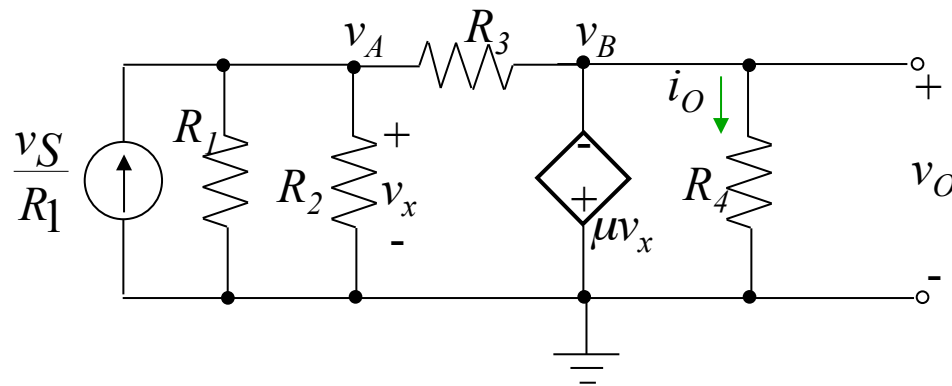 v_A
R_3
v_B
i_O
+
v_S/R_1
R_1
R_2
+
v_x
-
-
+
μv_x
R_4
v_O
-